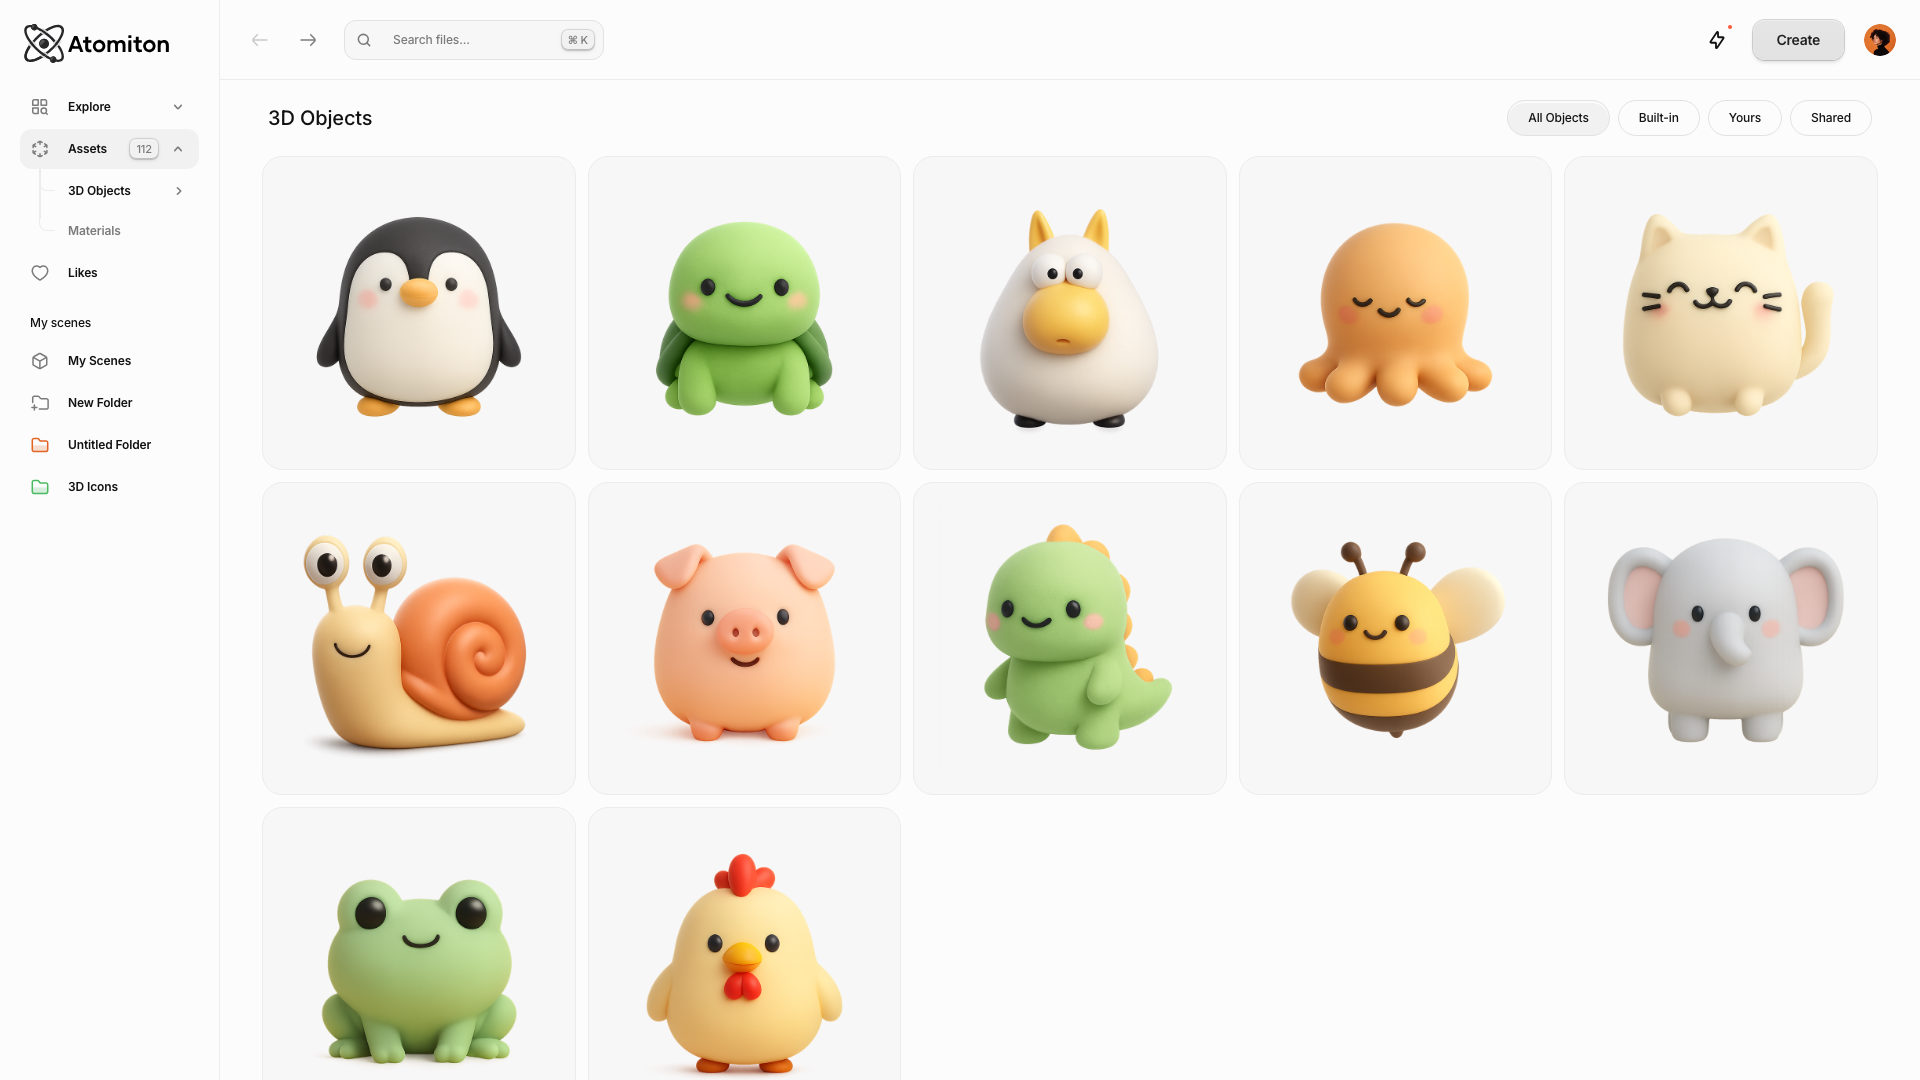 Atomiton
Search files...
⌘ K
Create
Explore
Assets 112
3D Objects
Materials
Likes
My scenes
My Scenes
New Folder
Untitled Folder
3D Icons
3D Objects
All Objects
Built-in
Yours
Shared